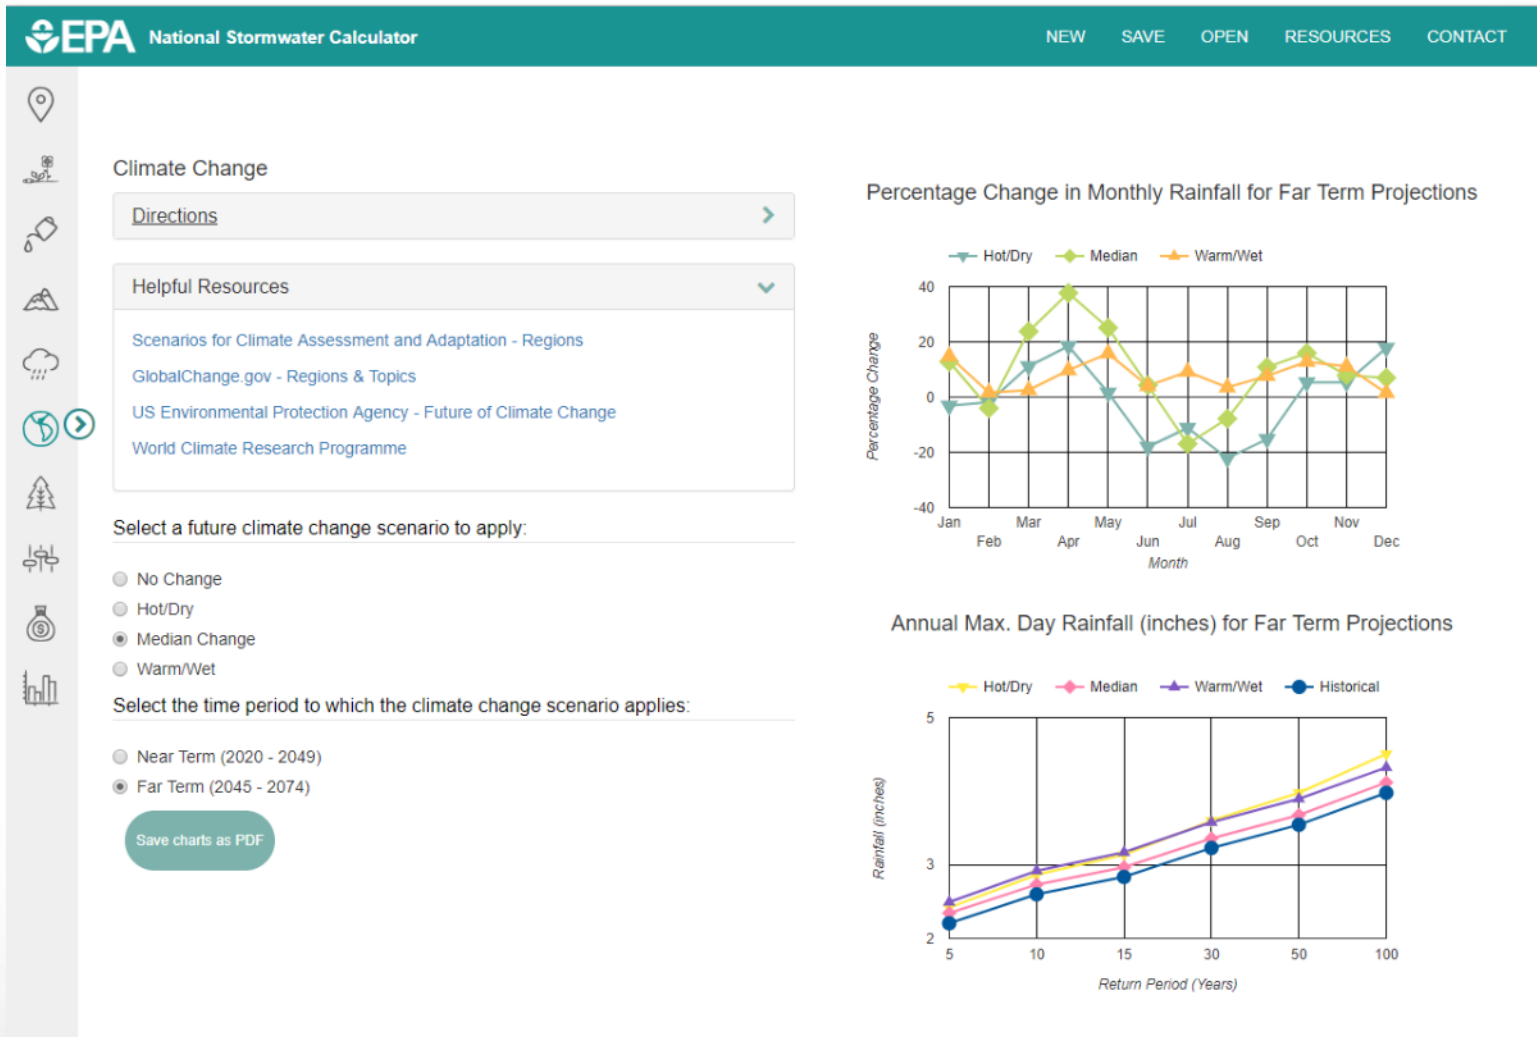 EPA National Stormwater Calculator
NEW SAVE OPEN RESOURCES CONTACT
Climate Change
Directions
Helpful Resources
Scenarios for Climate Assessment and Adaptation - Regions
GlobalChange.gov - Regions & Topics
US Environmental Protection Agency - Future of Climate Change
World Climate Research Programme
Select a future climate change scenario to apply:
No Change
Hot/Dry
Median Change
Warm/Wet
Select the time period to which the climate change scenario applies:
Near Term (2020 - 2049)
Far Term (2045 - 2074)
Save charts as PDF
Percentage Change in Monthly Rainfall for Far Term Projections
Hot/Dry Median Warm/Wet
Percentage Change
40
20
0
-20
-40
Jan Mar May Jul Sep Nov
Feb Apr Jun Aug Oct Dec
Month
Annual Max. Day Rainfall (inches) for Far Term Projections
Hot/Dry Median Warm/Wet Historical
Rainfall (inches)
5
3
2
5 10 15 30 50 100
Return Period (Years)